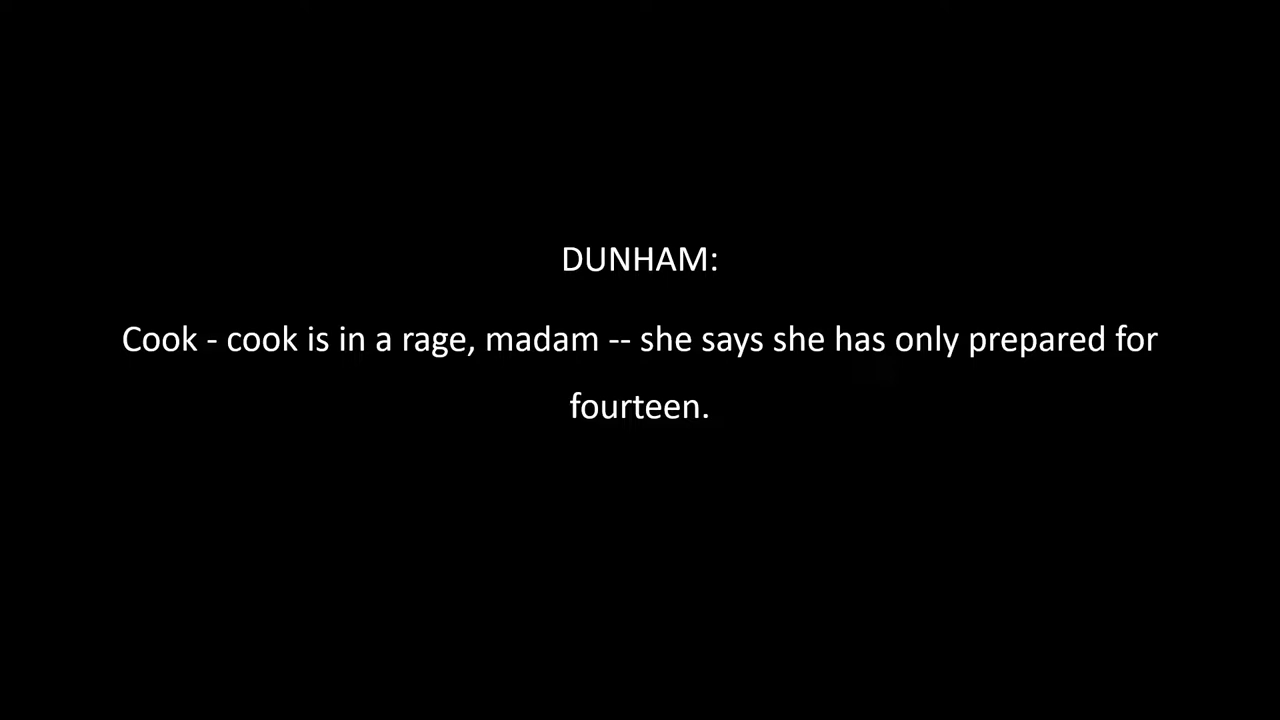 DUNHAM:
Cook - cook is in a rage, madam -- she says she has only prepared for
fourteen.